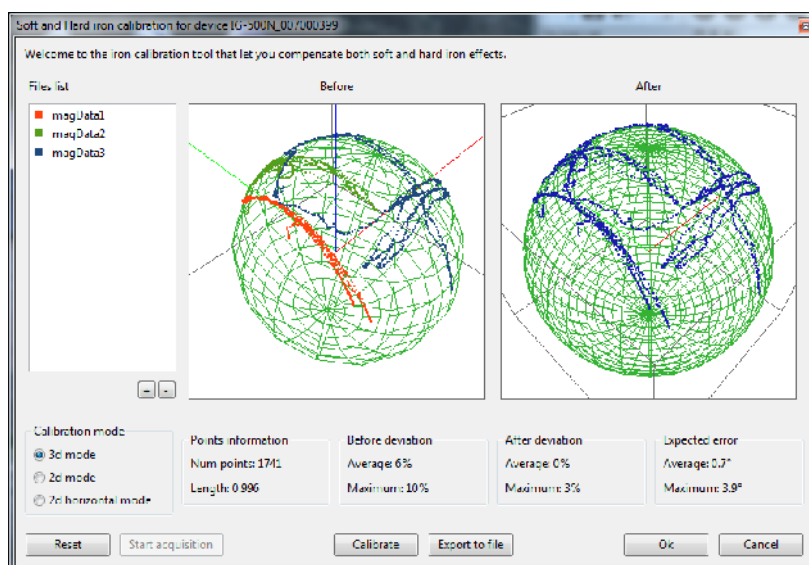 Soft and Hard iron calibration for device IG-500N_007000399
Welcome to the iron calibration tool that let you compensate both soft and hard iron effects.
Files list
Before
After
magData1
magData2
magData3
+ -
Calibration mode
3d mode
2d mode
2d horizontal mode
Points information
Num points: 1741
Length: 0.996
Before deviation
Average: 6%
Maximum: 10%
After deviation
Average: 0%
Maximum: 3%
Expected error
Average: 0.7°
Maximum: 3.9°
Reset
Start acquisition
Calibrate
Export to file
Ok
Cancel